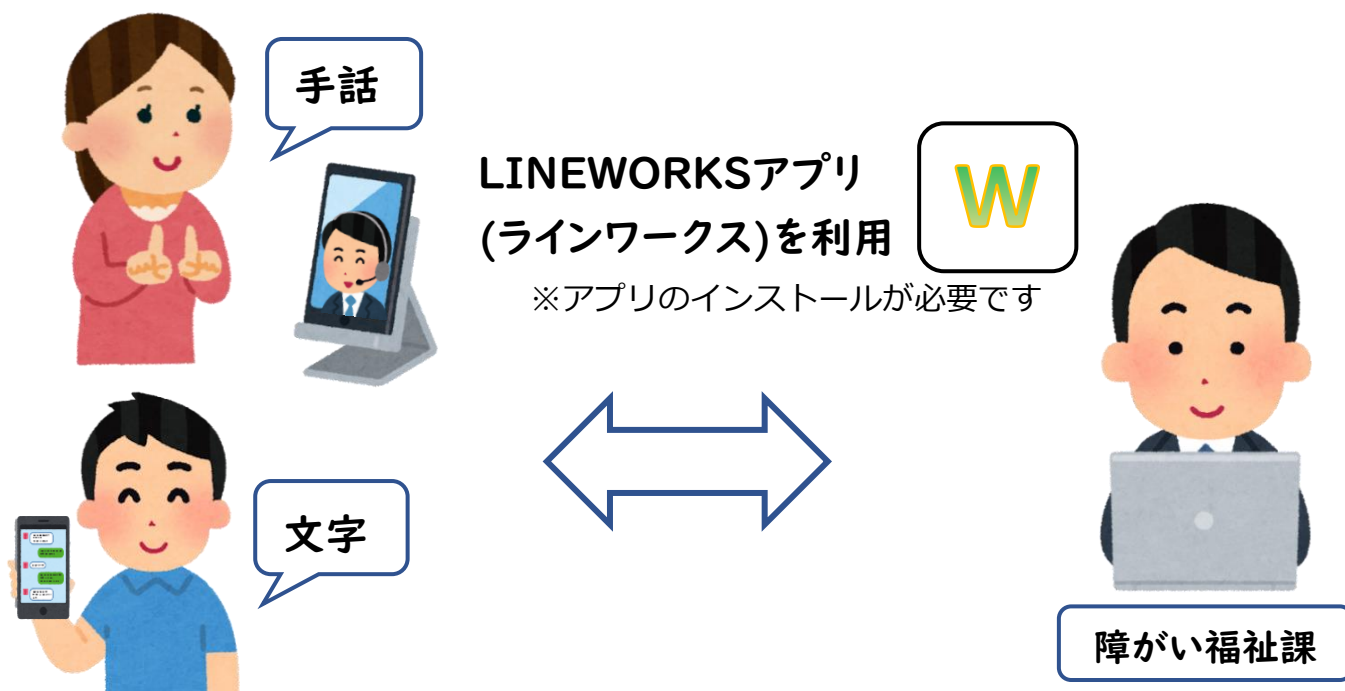 手話
LINEWORKSアプリ
(ラインワークス)を利用
W
※アプリのインストールが必要です
文字
障がい福祉課